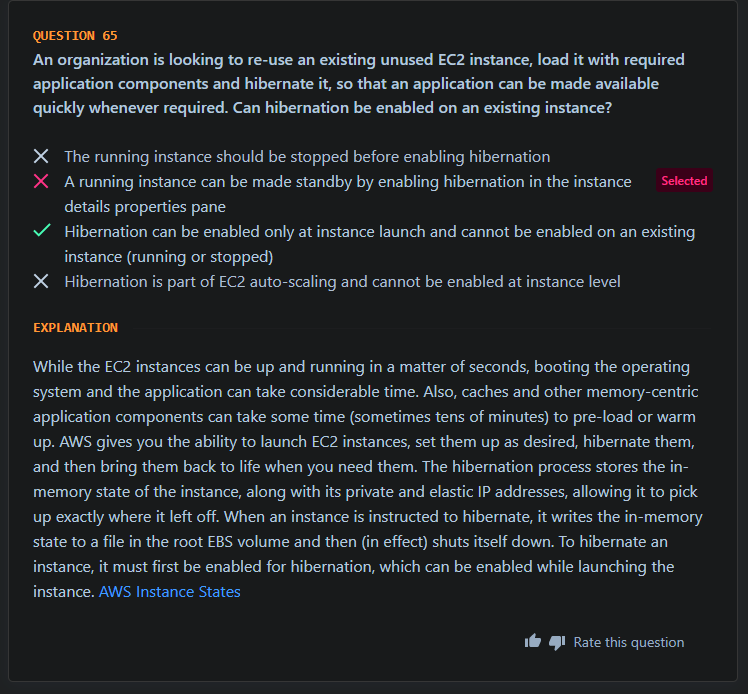 QUESTION 65
An organization is looking to re-use an existing unused EC2 instance, load it with required
application components and hibernate it, so that an application can be made available
quickly whenever required. Can hibernation be enabled on an existing instance?
The running instance should be stopped before enabling hibernation
A running instance can be made standby by enabling hibernation in the instance
details properties pane
Selected
Hibernation can be enabled only at instance launch and cannot be enabled on an existing
instance (running or stopped)
Hibernation is part of EC2 auto-scaling and cannot be enabled at instance level
EXPLANATION
While the EC2 instances can be up and running in a matter of seconds, booting the operating
system and the application can take considerable time. Also, caches and other memory-centric
application components can take some time (sometimes tens of minutes) to pre-load or warm
up. AWS gives you the ability to launch EC2 instances, set them up as desired, hibernate them,
and then bring them back to life when you need them. The hibernation process stores the in-
memory state of the instance, along with its private and elastic IP addresses, allowing it to pick
up exactly where it left off. When an instance is instructed to hibernate, it writes the in-memory
state to a file in the root EBS volume and then (in effect) shuts itself down. To hibernate an
instance, it must first be enabled for hibernation, which can be enabled while launching the
instance. AWS Instance States
Rate this question